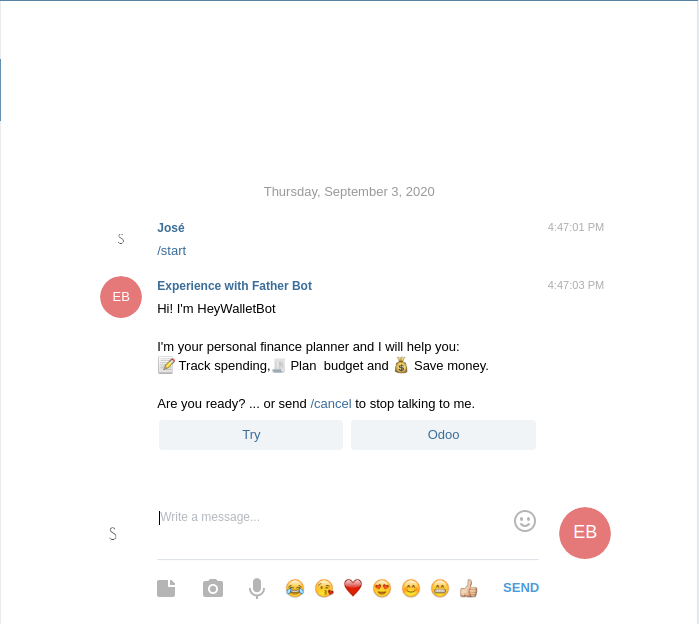 Thursday, September 3, 2020
S
José
4:47:01 PM
/start
EB
Experience with Father Bot
4:47:03 PM
Hi! I'm HeyWalletBot
I'm your personal finance planner and I will help you:
📝 Track spending,🧾 Plan  budget and 💰 Save money.
Are you ready? ... or send /cancel to stop talking to me.
Try
Odoo
S
Write a message...
EB
SEND